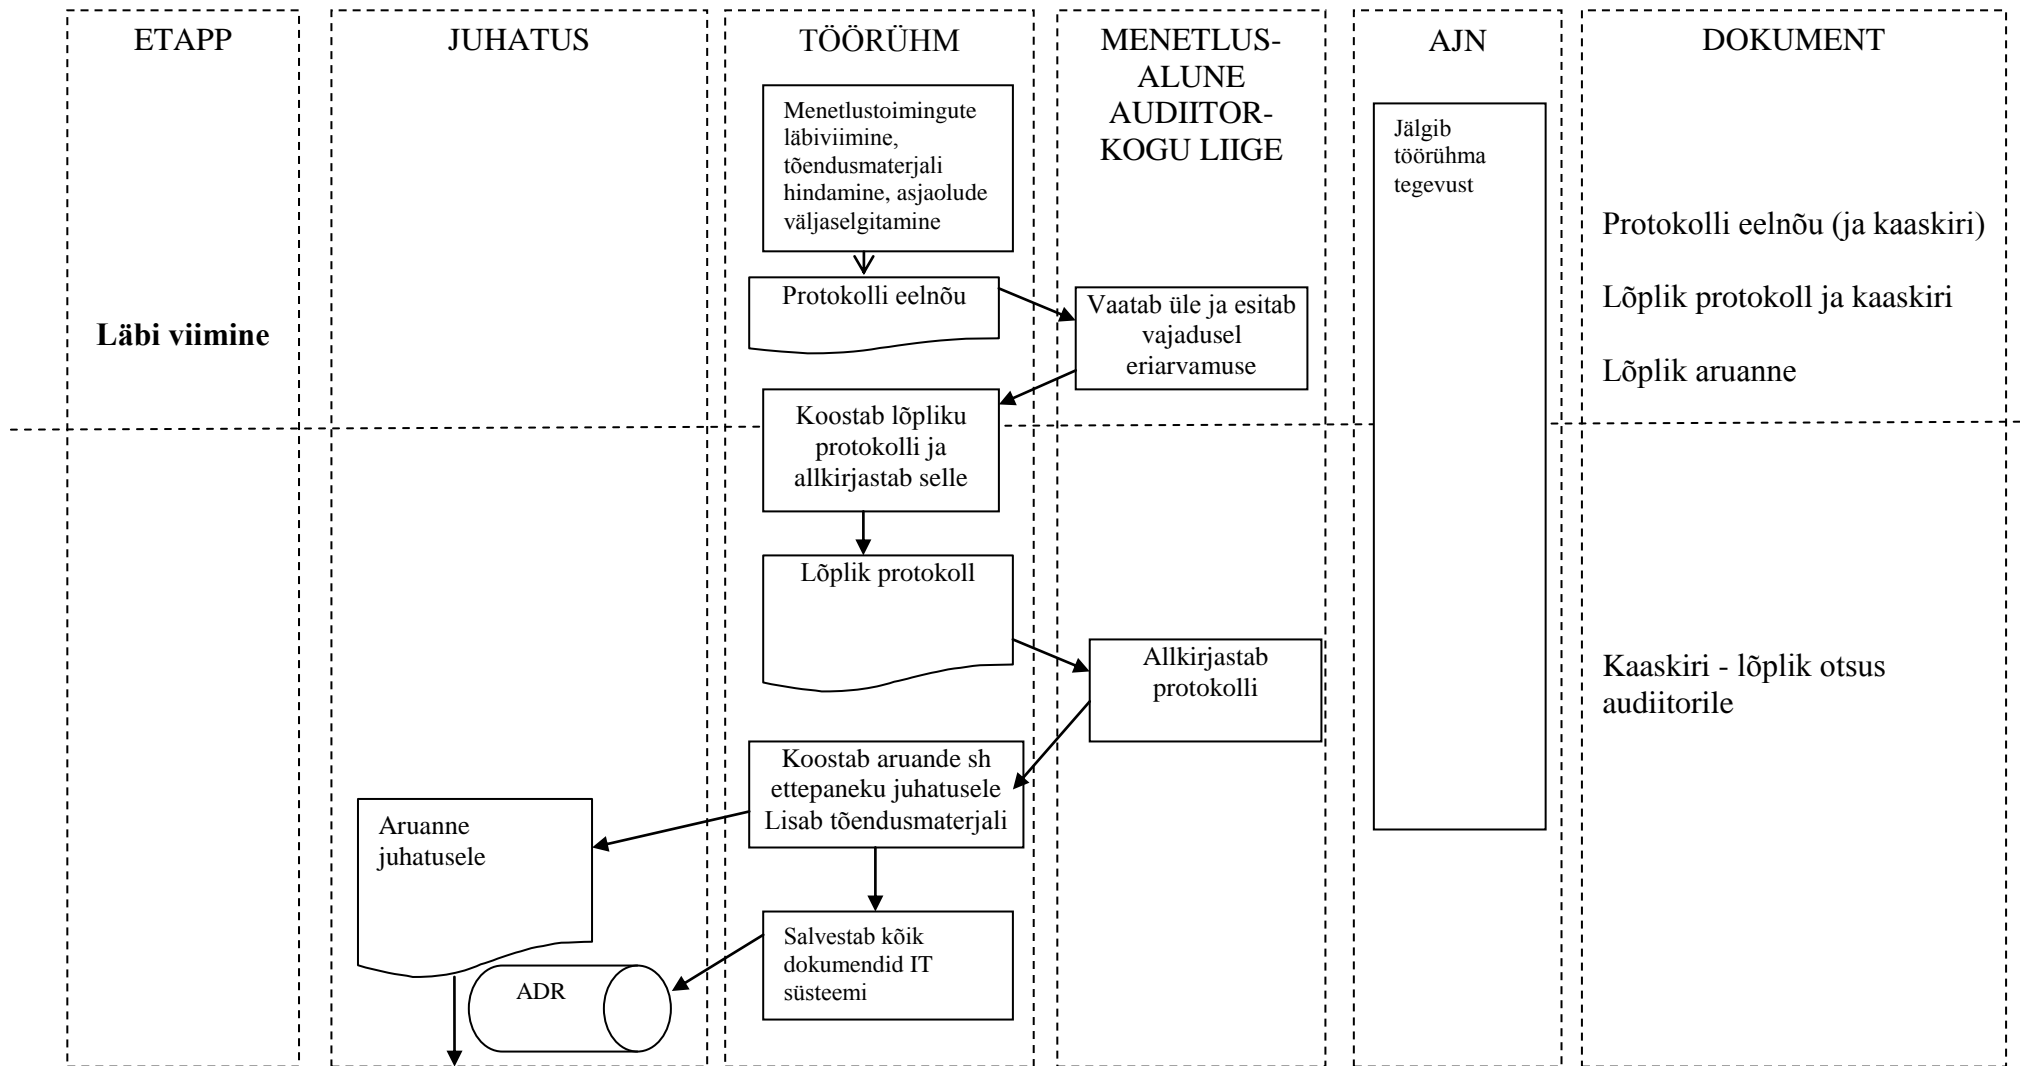 ETAPP
JUHATUS
TÖÖRÜHM
MENETLUS-
ALUNE
AUDIITOR-
KOGU LIIGE
AJN
DOKUMENT
Menetlustoimingute
läbiviimine,
tõendusmaterjali
hindamine, asjaolude
väljaselgitamine
Jälgib
töörühma
tegevust
Protokolli eelnõu (ja kaaskiri)
Lõplik protokoll ja kaaskiri
Lõplik aruanne
Läbi viimine
Protokolli eelnõu
Vaatab üle ja esitab
vajadusel
eriarvamuse
Koostab lõpliku
protokolli ja
allkirjastab selle
Lõplik protokoll
Allkirjastab
protokolli
Kaaskiri - lõplik otsus
audiitorile
Koostab aruande sh
ettepaneku juhatusele
Lisab tõendusmaterjali
Aruanne
juhatusele
Salvestab kõik
dokumendid IT
süsteemi
ADR